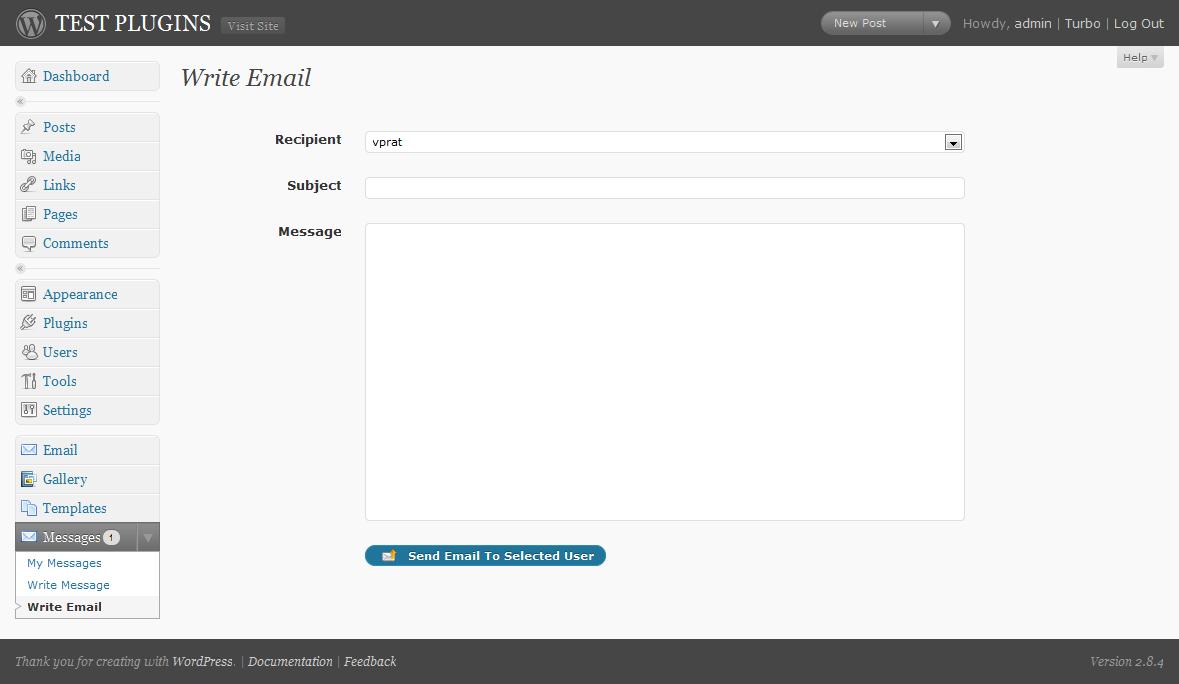 TEST PLUGINS Visit Site New Post Howdy, admin | Turbo | Log Out
Help
Dashboard
Posts
Media
Links
Pages
Comments
Appearance
Plugins
Users
Tools
Settings
Email
Gallery
Templates
Messages 1
My Messages
Write Message
Write Email
Write Email
Recipient vprat
Subject
Message
Send Email To Selected User
Thank you for creating with WordPress. | Documentation | Feedback Version 2.8.4